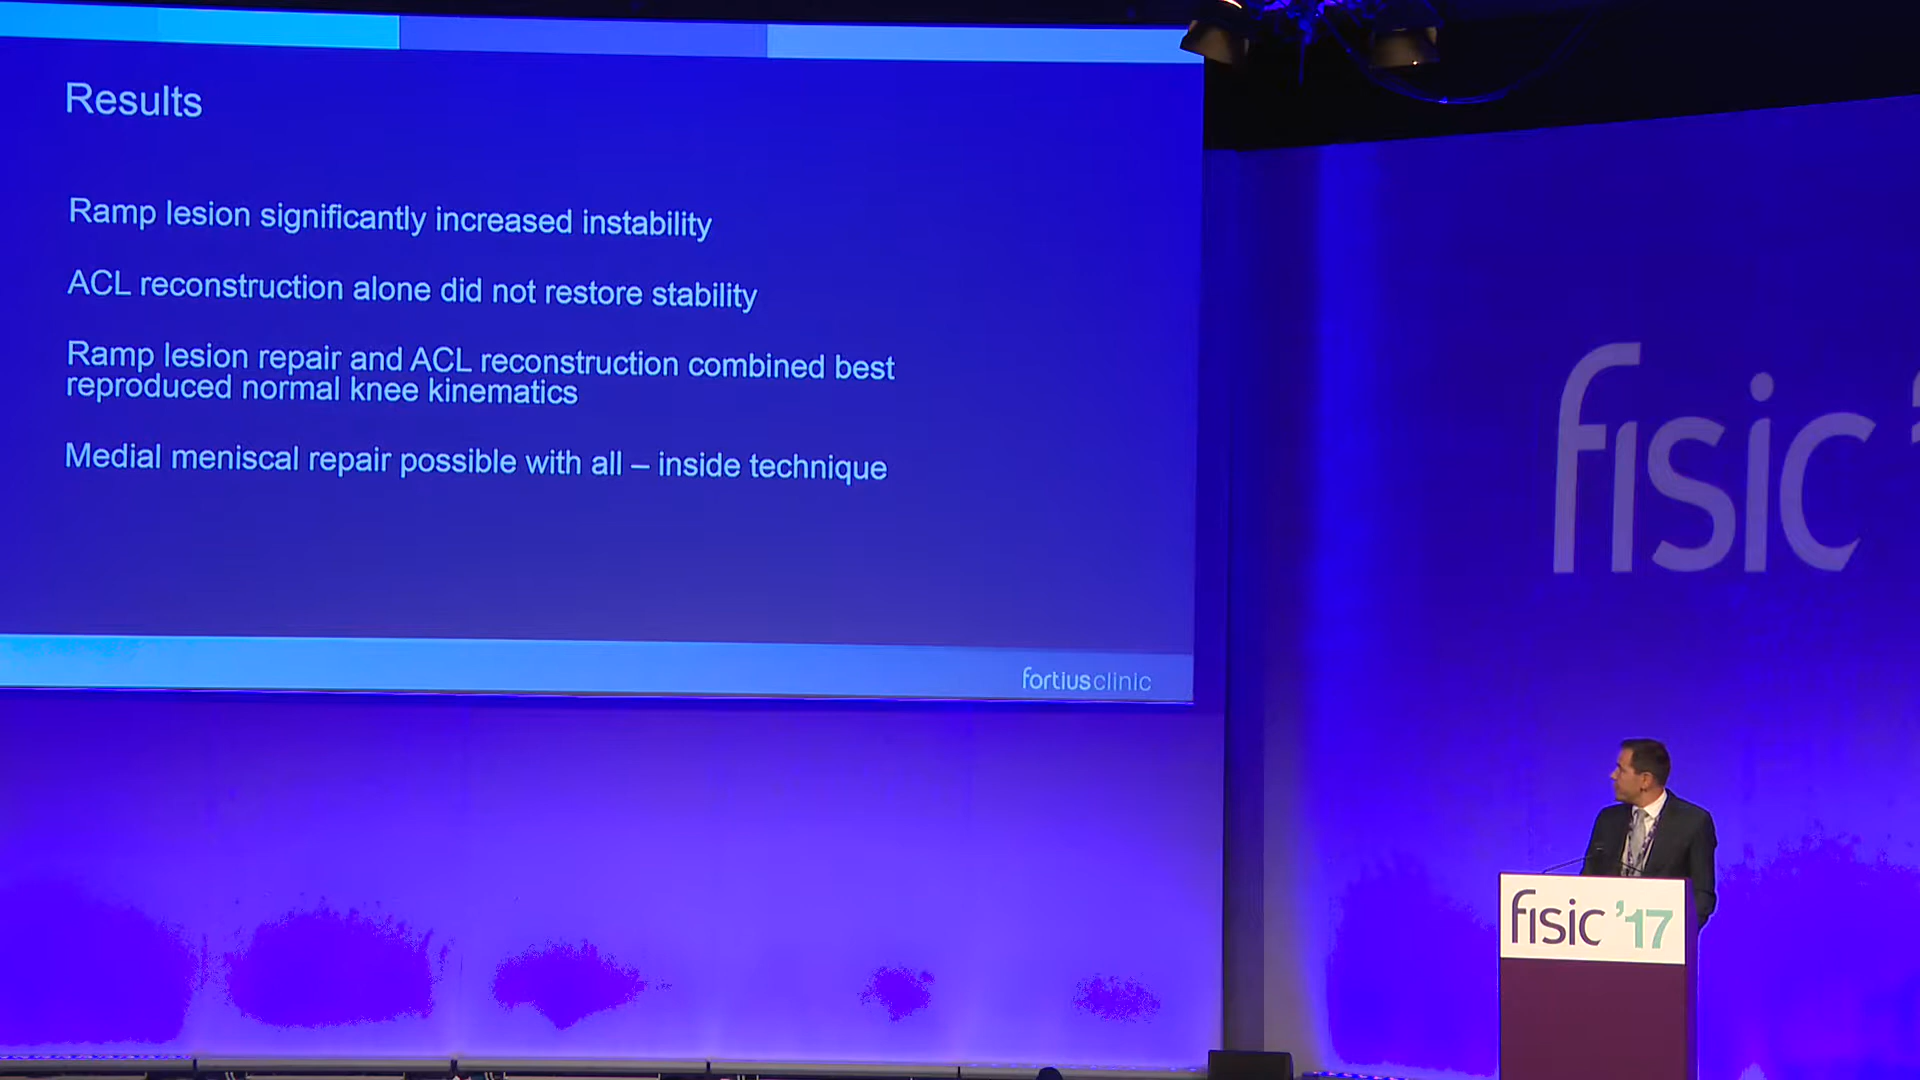 Results
Ramp lesion significantly increased instability
ACL reconstruction alone did not restore stability
Ramp lesion repair and ACL reconstruction combined best
reproduced normal knee kinematics
Medial meniscal repair possible with all – inside technique
fortiusclinic
fisic '
fisic '17